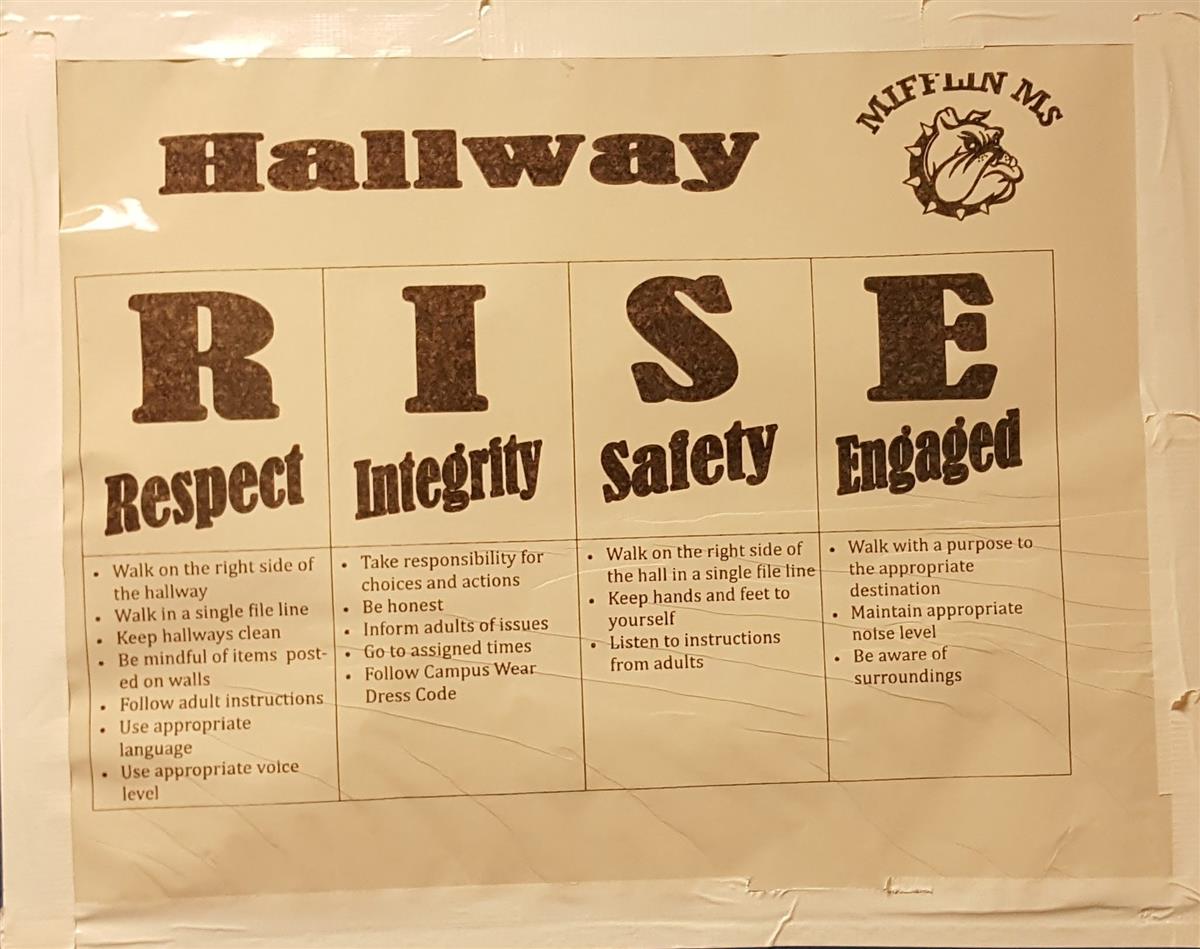 Hallway
MIFFLIN MS
R
Respect
• Walk on the right side of
the hallway
• Walk in a single file line
• Keep hallways clean
• Be mindful of items post-
ed on walls
• Follow adult instructions
• Use appropriate
language
• Use appropriate voice
level
I
Integrity
• Take responsibility for
choices and actions
• Be honest
• Inform adults of issues
• Go to assigned times
• Follow Campus Wear
Dress Code
S
Safety
• Walk on the right side of
the hall in a single file line
• Keep hands and feet to
yourself
• Listen to instructions
from adults
E
Engaged
• Walk with a purpose to
the appropriate
destination
• Maintain appropriate
noise level
• Be aware of
surroundings